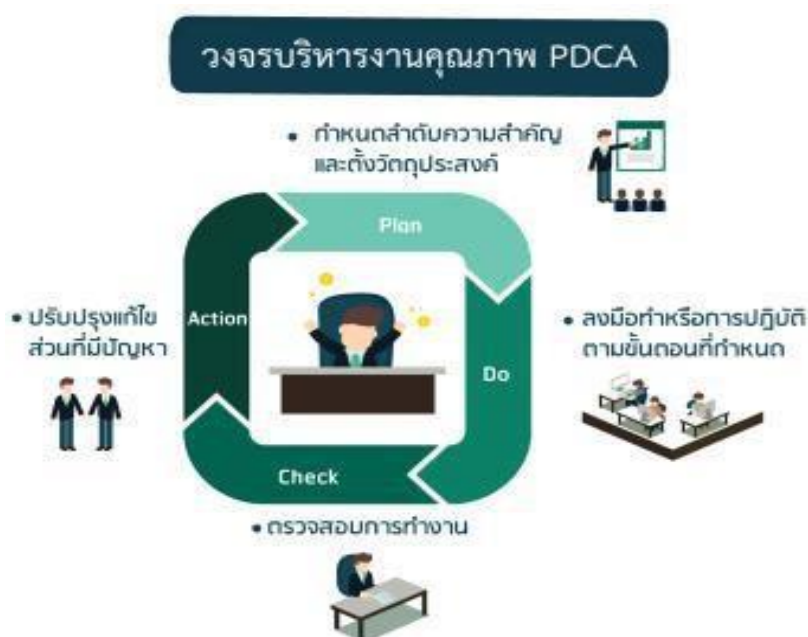 วงจรบริหารงานคุณภาพ PDCA
• กำหนดลำดับความสำคัญ
และตั้งวัตถุประสงค์
Plan
• ปรับปรุงแก้ไข
ส่วนที่มีปัญหา
Action
• ลงมือทำหรือการปฏิบัติ
ตามขั้นตอนที่กำหนด
Do
Check
• ตรวจสอบการทำงาน